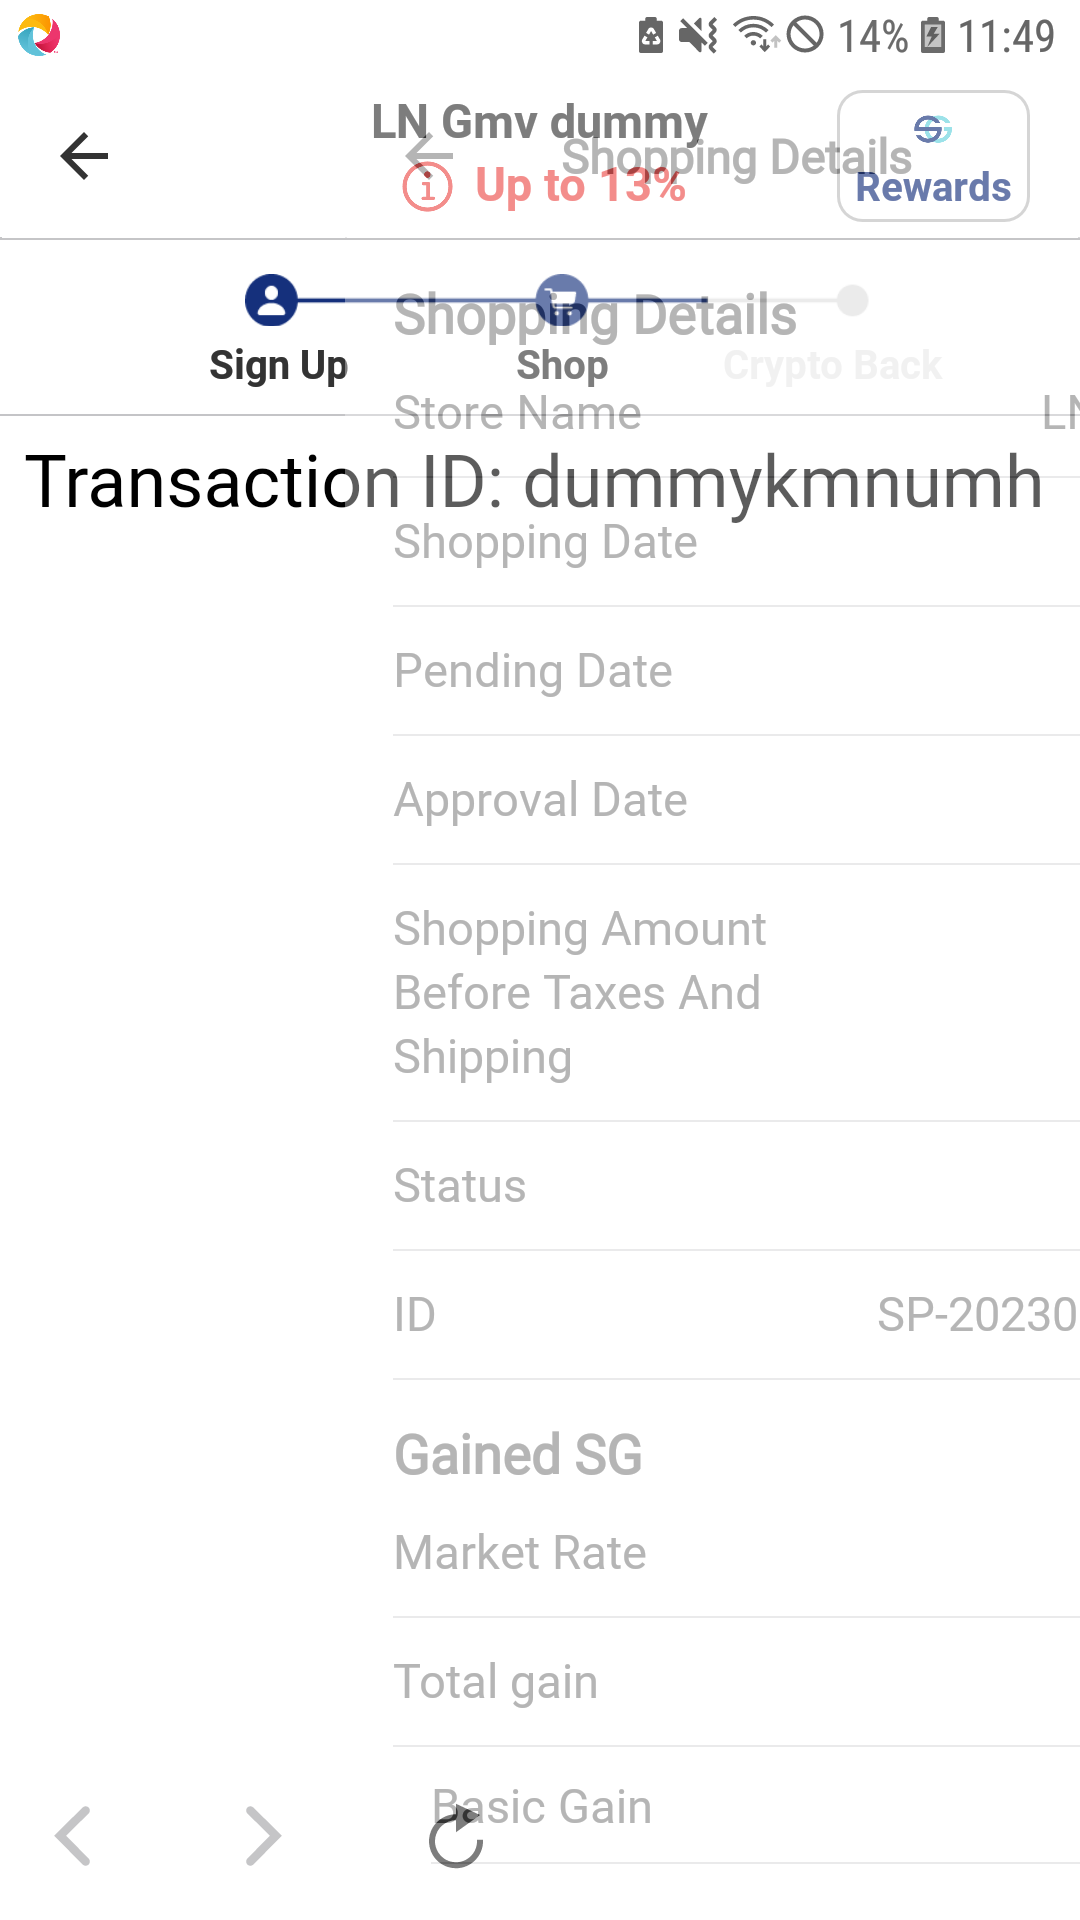 14% 11:49
LN Gmv dummy
Shopping Details
Up to 13%
Rewards
Shopping Details
Sign Up Shop Crypto Back
Store Name LN
Transaction ID: dummykmnumh
Shopping Date
Pending Date
Approval Date
Shopping Amount
Before Taxes And
Shipping
Status
ID SP-20230
Gained SG
Market Rate
Total gain
Basic Gain